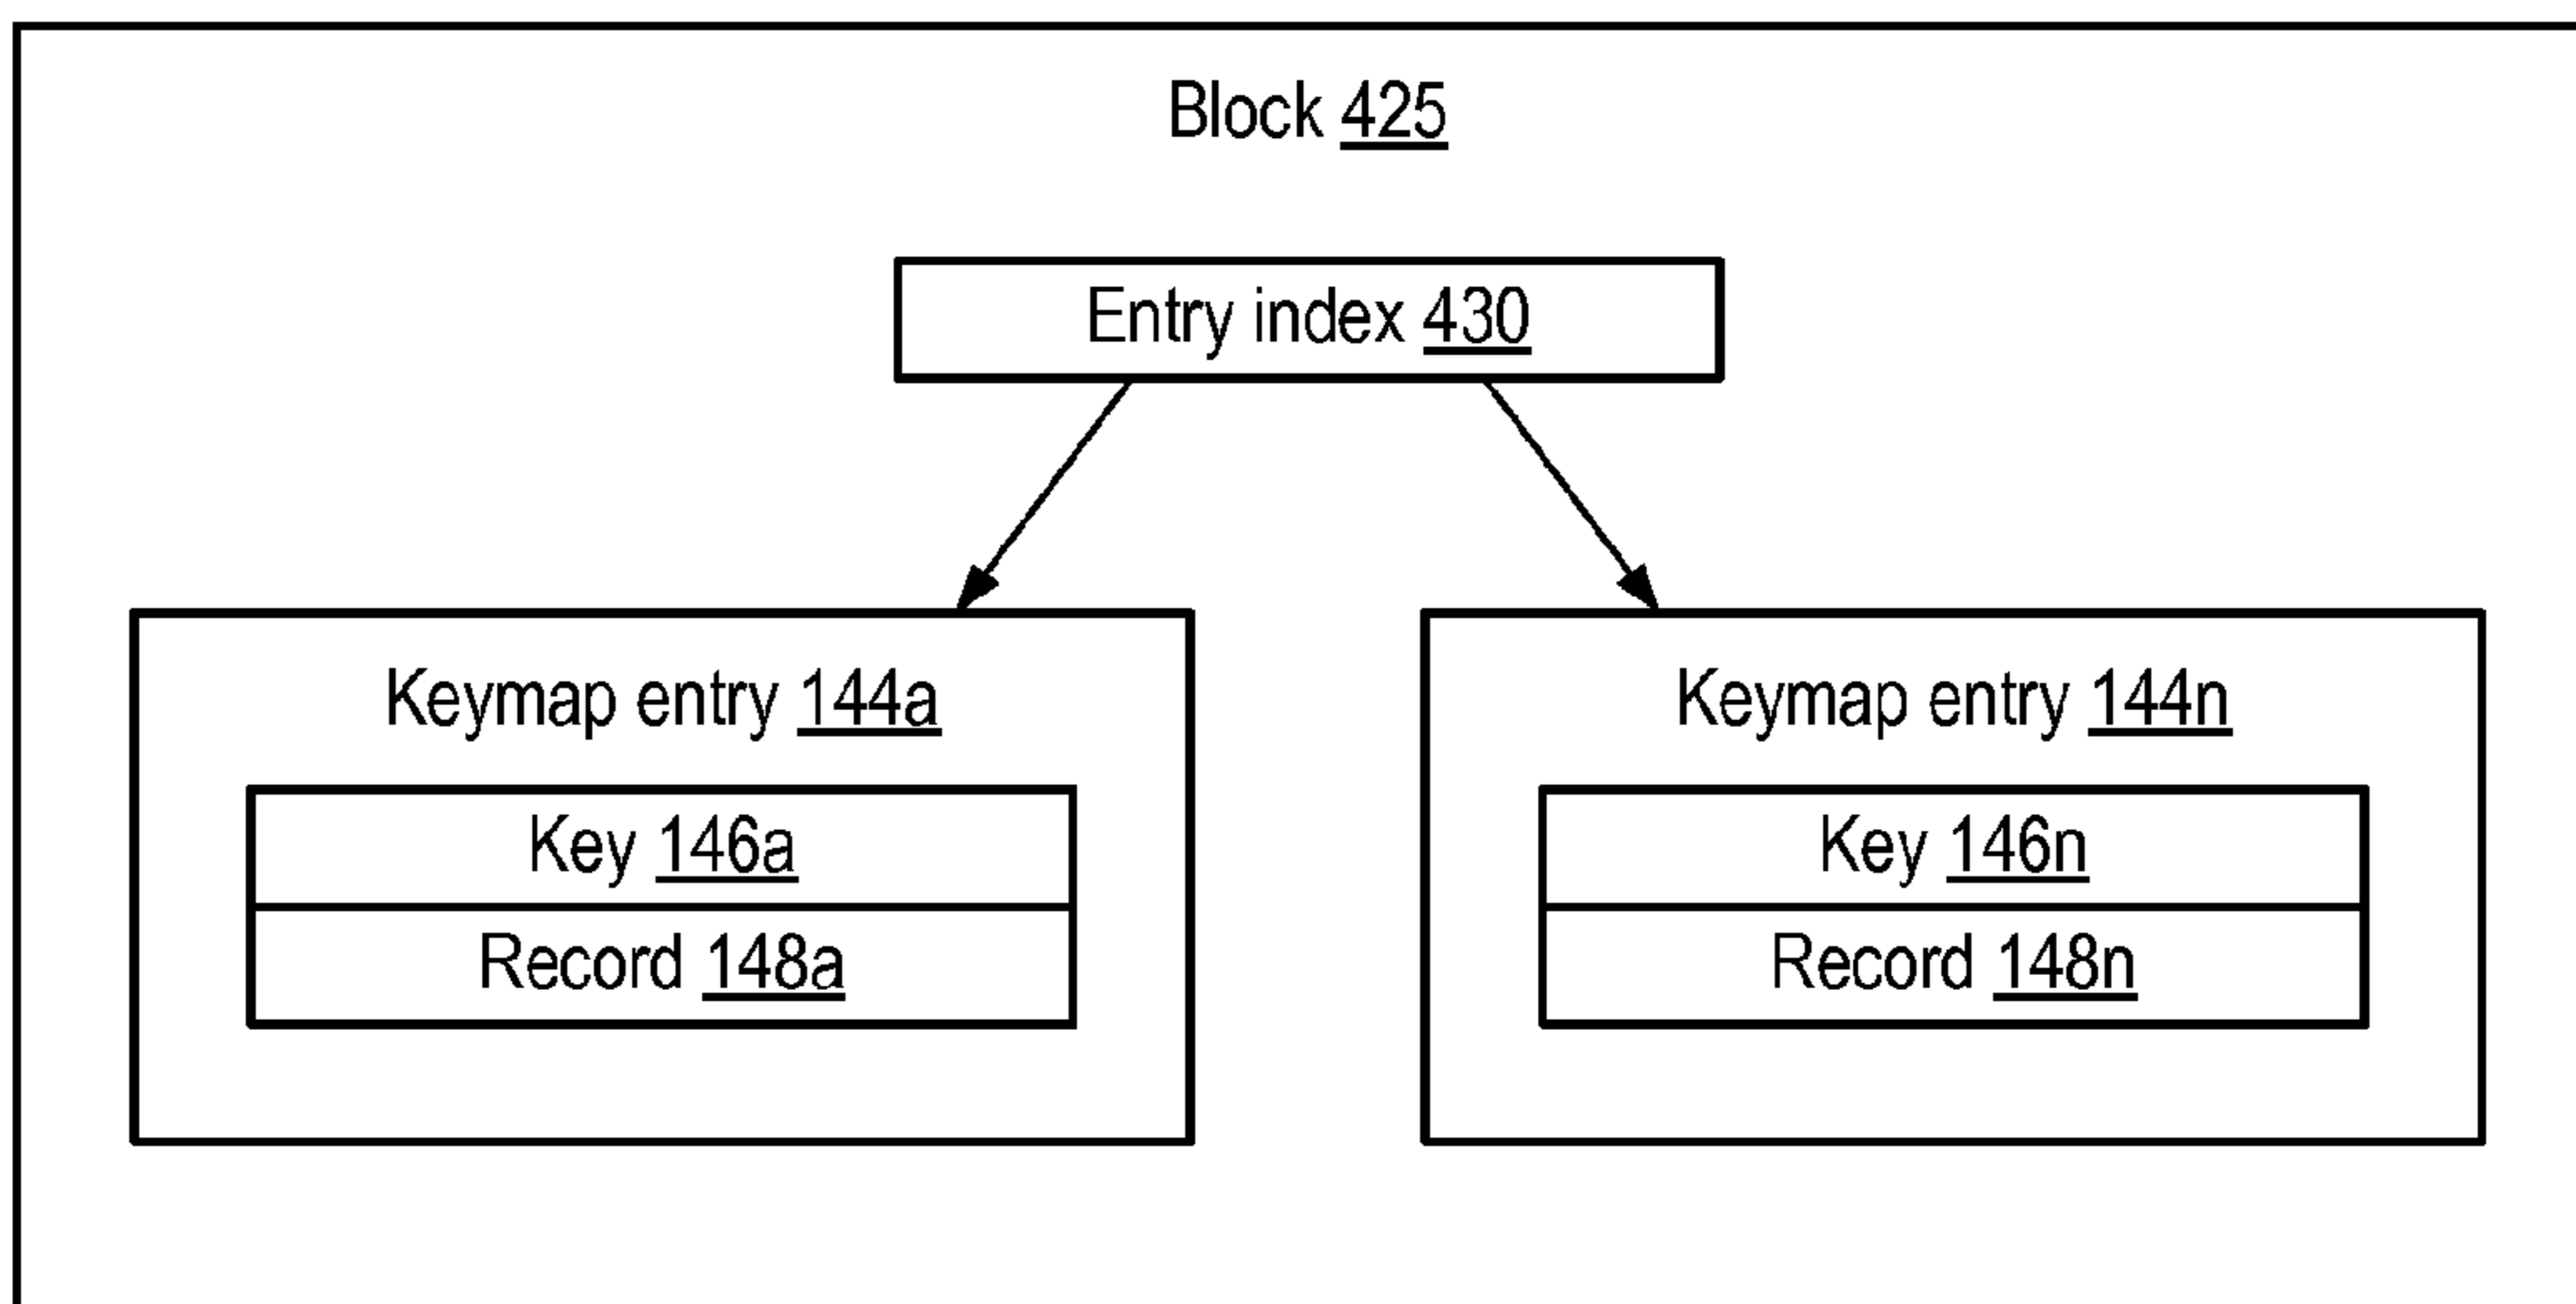 Block 425
Entry index 430
Keymap entry 144a
Key 146a
Record 148a
Keymap entry 144n
Key 146n
Record 148n